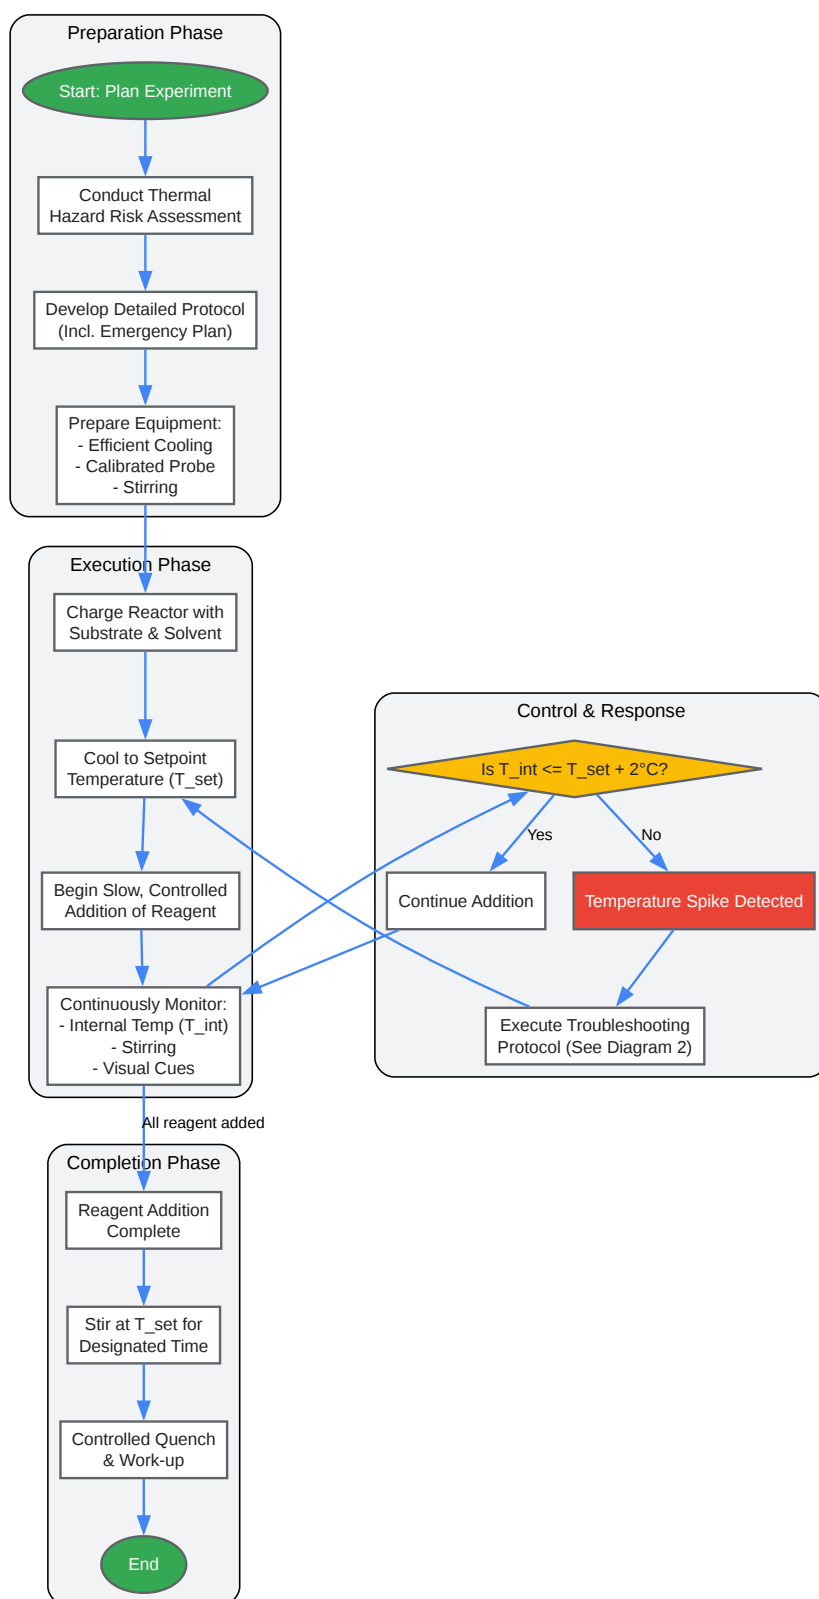 Preparation Phase
Start: Plan Experiment
Conduct Thermal
Hazard Risk Assessment
Develop Detailed Protocol
(Incl. Emergency Plan)
Prepare Equipment:
- Efficient Cooling
- Calibrated Probe
- Stirring
Execution Phase
Charge Reactor with
Substrate & Solvent
Cool to Setpoint
Temperature (T_set)
Begin Slow, Controlled
Addition of Reagent
Continuously Monitor:
- Internal Temp (T_int)
- Stirring
- Visual Cues
Control & Response
Is T_int <= T_set + 2°C?
Yes
No
Continue Addition
Temperature Spike Detected
Execute Troubleshooting
Protocol (See Diagram 2)
All reagent added
Completion Phase
Reagent Addition
Complete
Stir at T_set for
Designated Time
Controlled Quench
& Work-up
End